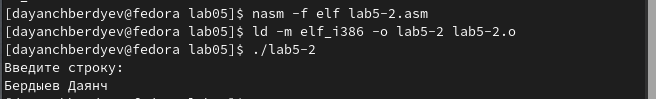 [dayanchberdyev@fedora lab05]$ nasm -f elf lab5-2.asm
[dayanchberdyev@fedora lab05]$ ld -m elf_i386 -o lab5-2 lab5-2.o
[dayanchberdyev@fedora lab05]$ ./lab5-2
Введите строку:
Бердыев Даянч